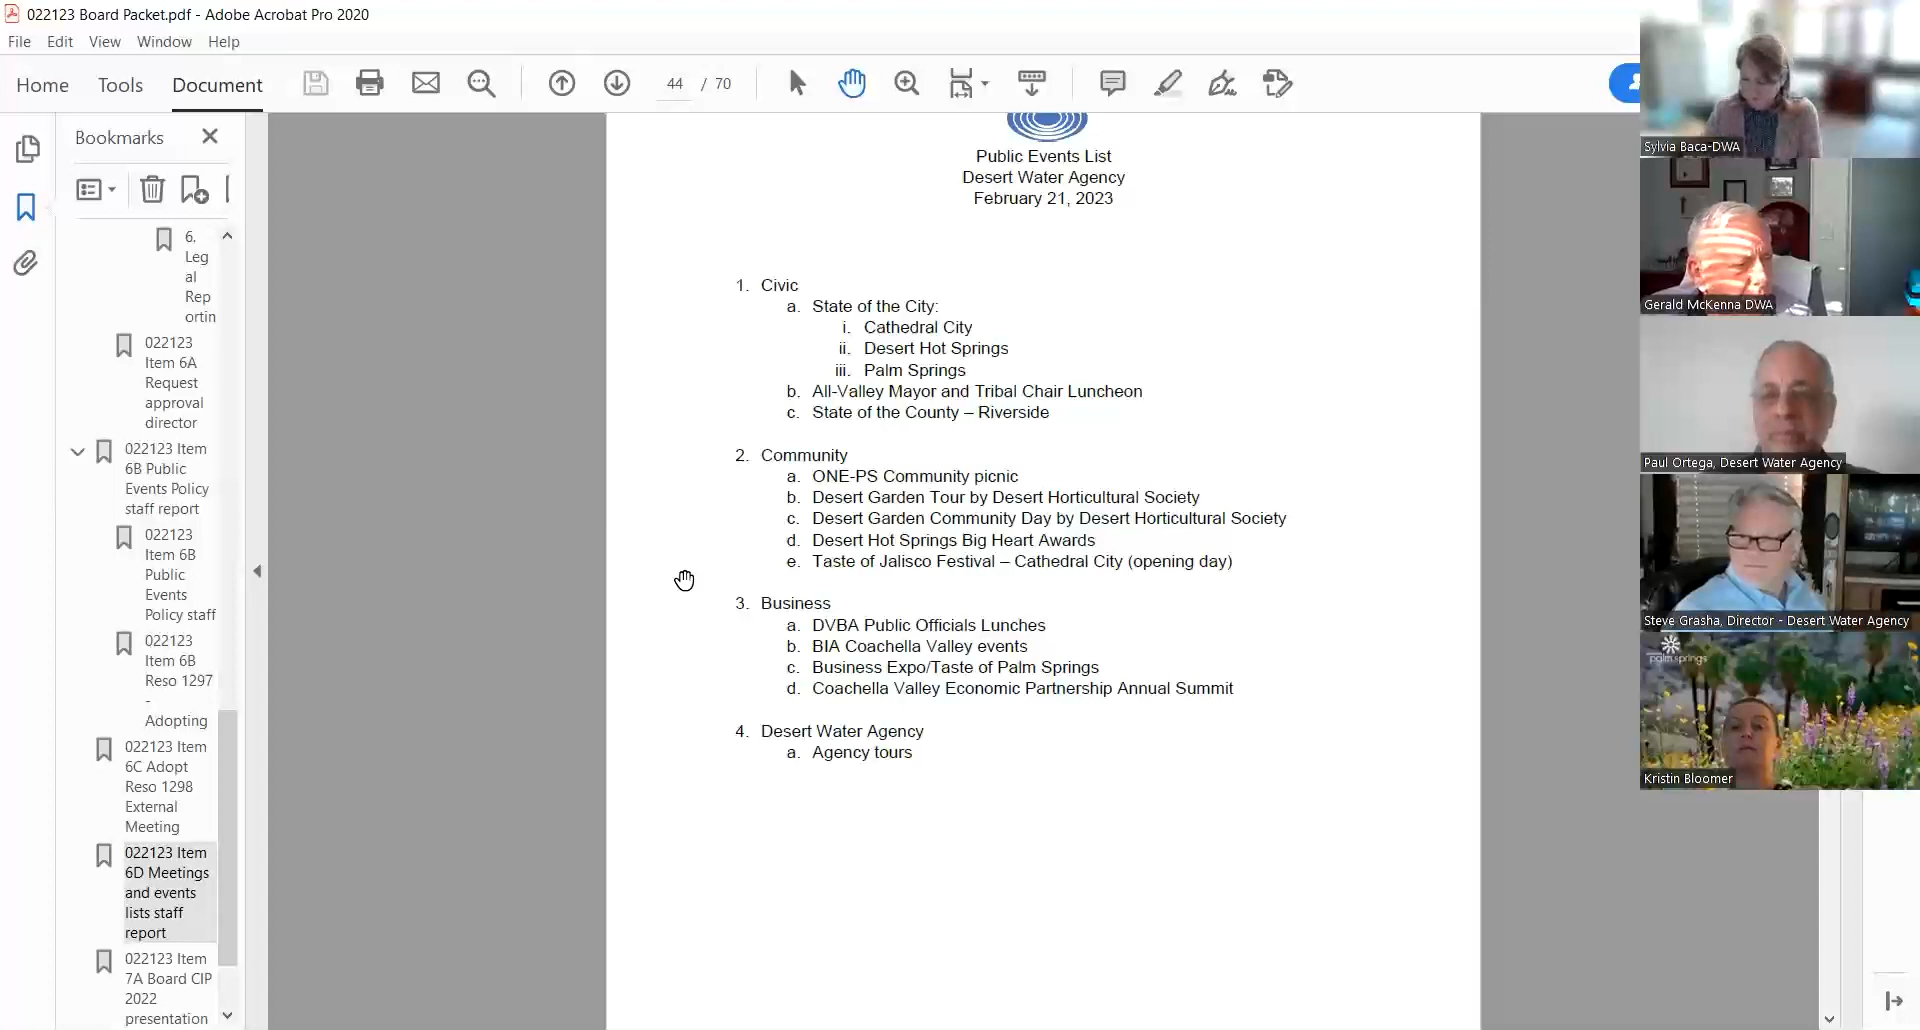 022123 Board Packet.pdf - Adobe Acrobat Pro 2020
File Edit View Window Help
Home Tools Document
44 / 70
Bookmarks
6.
Leg
al
Rep
ortin
022123
Item 6A
Request
approval
director
022123 Item
6B Public
Events Policy
staff report
022123
Item 6B
Public
Events
Policy staff
022123
Item 6B
Reso 1297
-
Adopting
022123 Item
6C Adopt
Reso 1298
External
Meeting
022123 Item
6D Meetings
and events
lists staff
report
022123 Item
7A Board CIP
2022
presentation
Public Events List
Desert Water Agency
February 21, 2023
1. Civic
a. State of the City:
i. Cathedral City
ii. Desert Hot Springs
iii. Palm Springs
b. All-Valley Mayor and Tribal Chair Luncheon
c. State of the County – Riverside
2. Community
a. ONE-PS Community picnic
b. Desert Garden Tour by Desert Horticultural Society
c. Desert Garden Community Day by Desert Horticultural Society
d. Desert Hot Springs Big Heart Awards
e. Taste of Jalisco Festival – Cathedral City (opening day)
3. Business
a. DVBA Public Officials Lunches
b. BIA Coachella Valley events
c. Business Expo/Taste of Palm Springs
d. Coachella Valley Economic Partnership Annual Summit
4. Desert Water Agency
a. Agency tours
Sylvia Baca-DWA
Gerald McKenna DWA
Paul Ortega, Desert Water Agency
Steve Grasha, Director - Desert Water Agency
palm springs
Kristin Bloomer